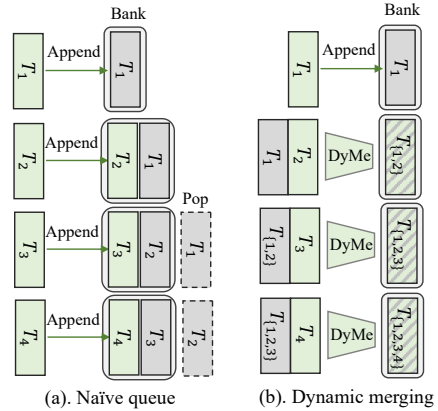 Bank
Append
T1
T1
Append
T2
T2
T1
Append
T3
T3
T2
Pop
T1
Append
T4
T4
T3
T2
(a). Naïve queue
Bank
Append
T1
T1
T1
T2
DyMe
T{1,2}
T{1,2}
T3
DyMe
T{1,2,3}
T{1,2,3}
T4
DyMe
T{1,2,3,4}
(b). Dynamic merging